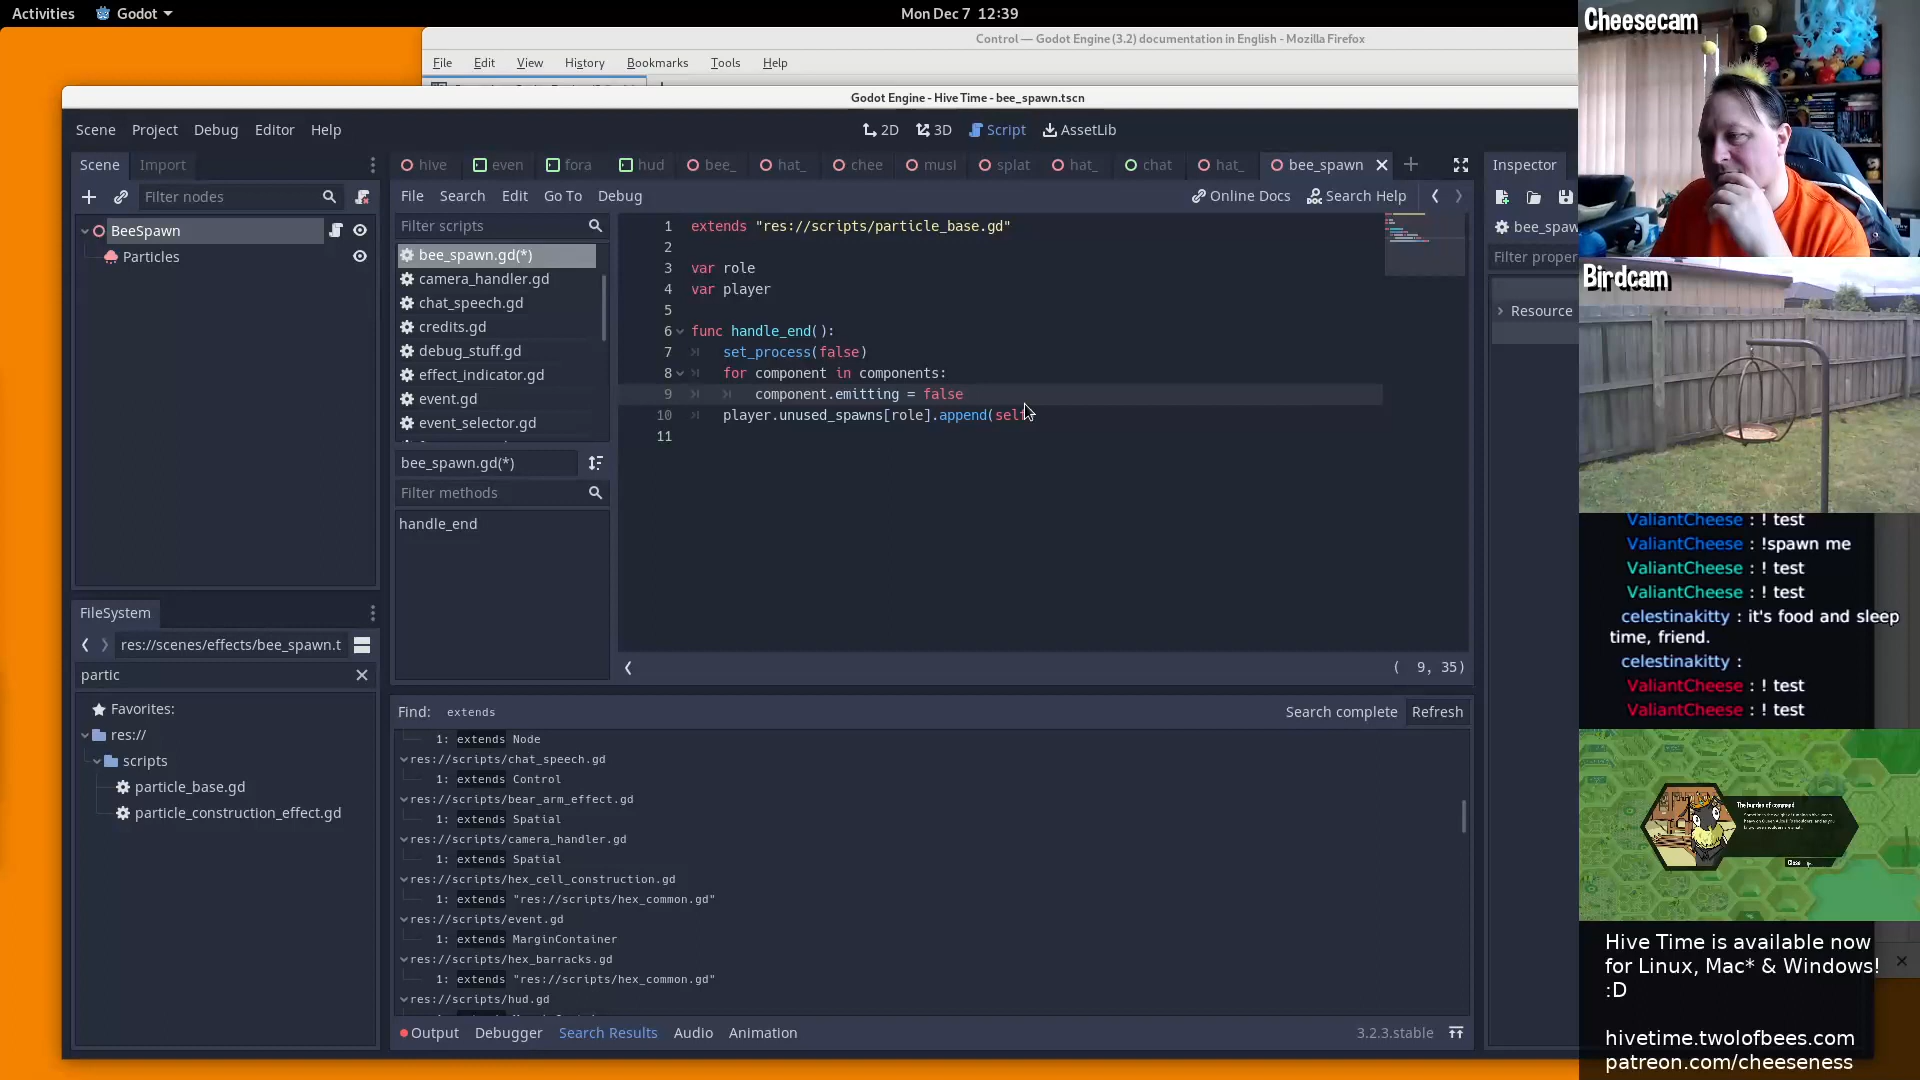 Activities
Godot
Mon Dec 7 12:39
Control — Godot Engine (3.2) documentation in English - Mozilla Firefox
File Edit View History Bookmarks Tools Help
Godot Engine - Hive Time - bee_spawn.tscn
Scene Project Debug Editor Help
2D 3D Script AssetLib
Scene Import
hive even fora hud bee_ hat_ chee musi splat hat_ chat hat_ bee_spawn
Inspector
Filter nodes
File Search Edit Go To Debug
Online Docs Search Help
BeeSpawn
Particles
Filter scripts
bee_spawn.gd(*)
camera_handler.gd
chat_speech.gd
credits.gd
debug_stuff.gd
effect_indicator.gd
event.gd
event_selector.gd
bee_spawn.gd(*)
Filter methods
handle_end
1 extends "res://scripts/particle_base.gd"
2
3 var role
4 var player
5
6 func handle_end():
7 set_process(false)
8 for component in components:
9 component.emitting = false
10 player.unused_spawns[role].append(sel
11
( 9, 35)
bee_spaw
Filter proper
Resource
FileSystem
res://scenes/effects/bee_spawn.t
partic
Favorites:
res://
scripts
particle_base.gd
particle_construction_effect.gd
Find: extends
Search complete Refresh
1: extends Node
res://scripts/chat_speech.gd
1: extends Control
res://scripts/bear_arm_effect.gd
1: extends Spatial
res://scripts/camera_handler.gd
1: extends Spatial
res://scripts/hex_cell_construction.gd
1: extends "res://scripts/hex_common.gd"
res://scripts/event.gd
1: extends MarginContainer
res://scripts/hex_barracks.gd
1: extends "res://scripts/hex_common.gd"
res://scripts/hud.gd
Output Debugger Search Results Audio Animation
3.2.3.stable
Cheesecam
Birdcam
ValiantCheese : ! test
ValiantCheese : !spawn me
ValiantCheese : ! test
ValiantCheese : ! test
celestinakitty : it's food and sleep
time, friend.
celestinakitty :
ValiantCheese : ! test
ValiantCheese : ! test
The burden of command
Close
Hive Time is available now
for Linux, Mac* & Windows!
:D
hivetime.twolofbees.com
patreon.com/cheeseness